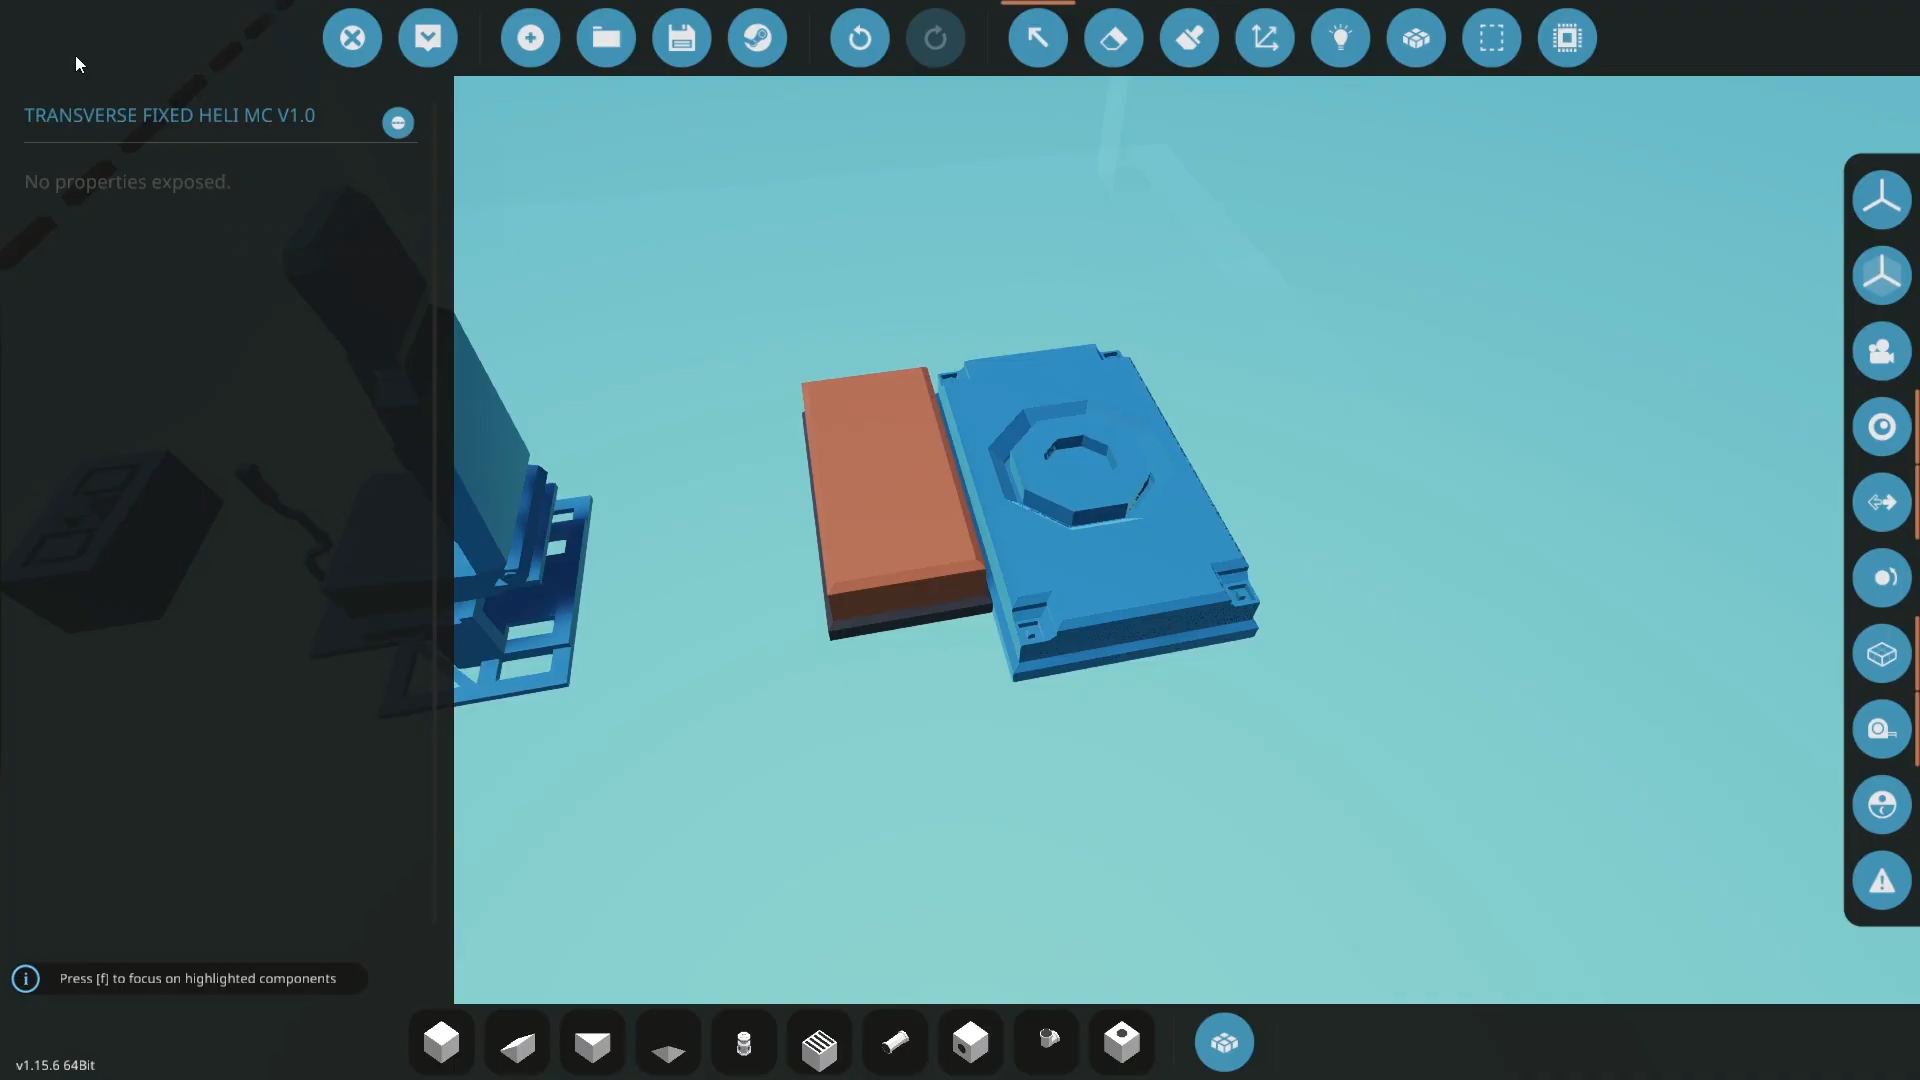 TRANSVERSE FIXED HELI MC V1.0
No properties exposed.
Press [f] to focus on highlighted components
v1.15.6 64Bit